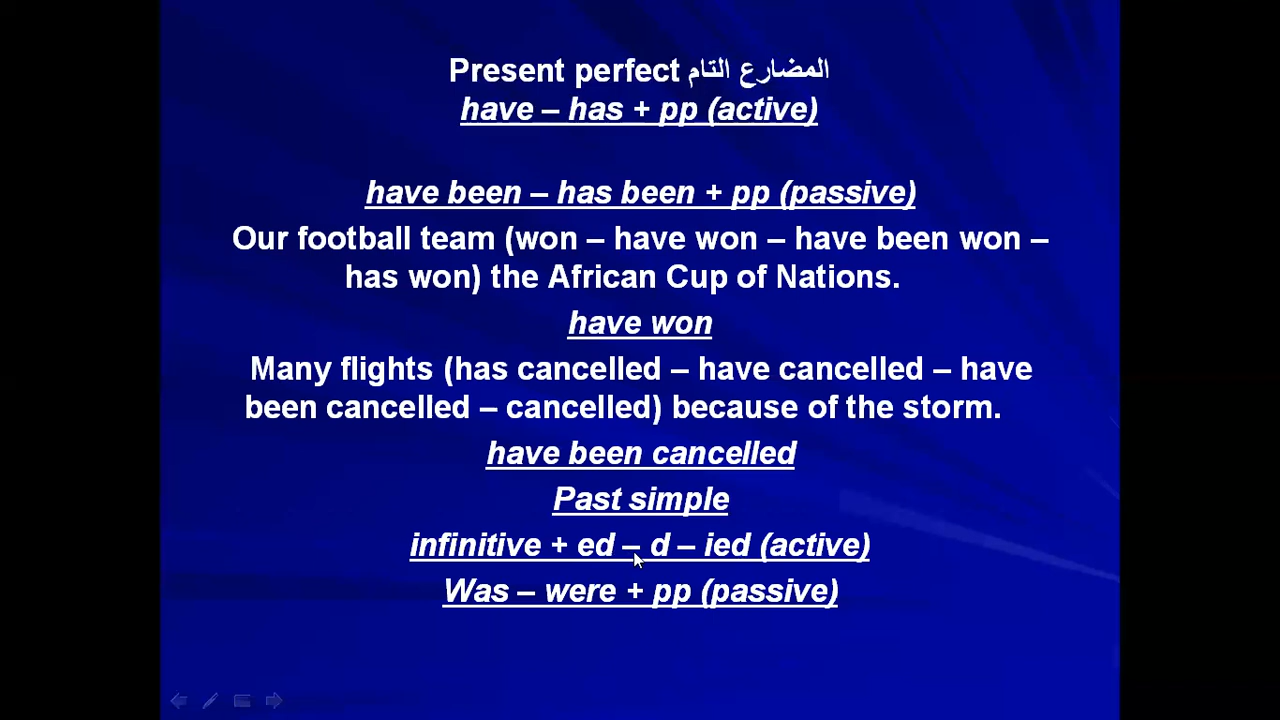 Present perfect المضارع التام
have – has + pp (active)
have been – has been + pp (passive)
Our football team (won – have won – have been won –
has won) the African Cup of Nations.
have won
Many flights (has cancelled – have cancelled – have
been cancelled – cancelled) because of the storm.
have been cancelled
Past simple
infinitive + ed – d – ied (active)
Was – were + pp (passive)